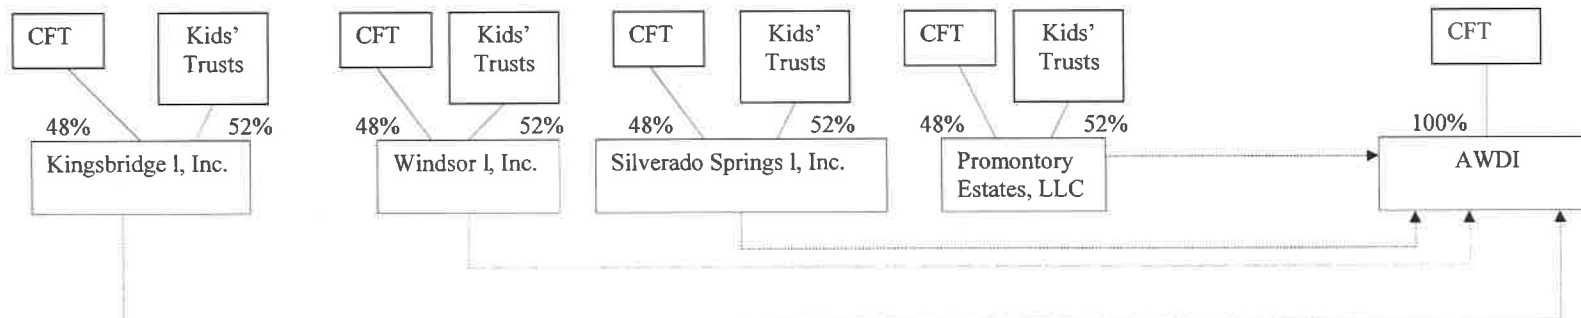 CFT
Kids'
Trusts
CFT
Kids'
Trusts
CFT
Kids'
Trusts
CFT
Kids'
Trusts
CFT
48%
52%
48%
52%
48%
52%
48%
52%
100%
Kingsbridge l, Inc.
Windsor l, Inc.
Silverado Springs l, Inc.
Promontory
Estates, LLC
AWDI